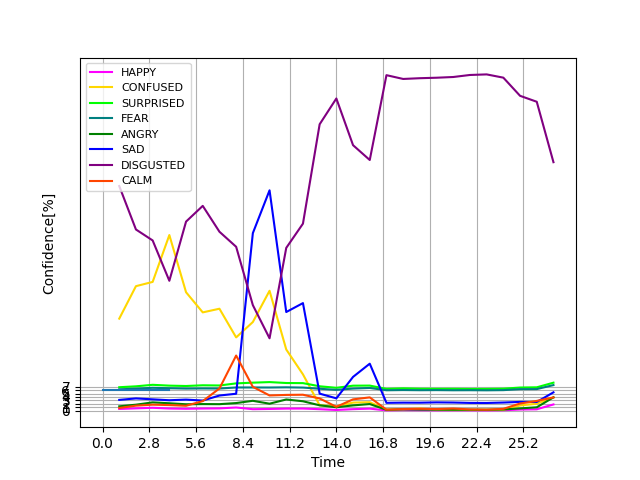 HAPPY
CONFUSED
SURPRISED
FEAR
ANGRY
SAD
DISGUSTED
CALM
Confidence[%]
0.0 2.8 5.6 8.4 11.2 14.0 16.8 19.6 22.4 25.2
Time